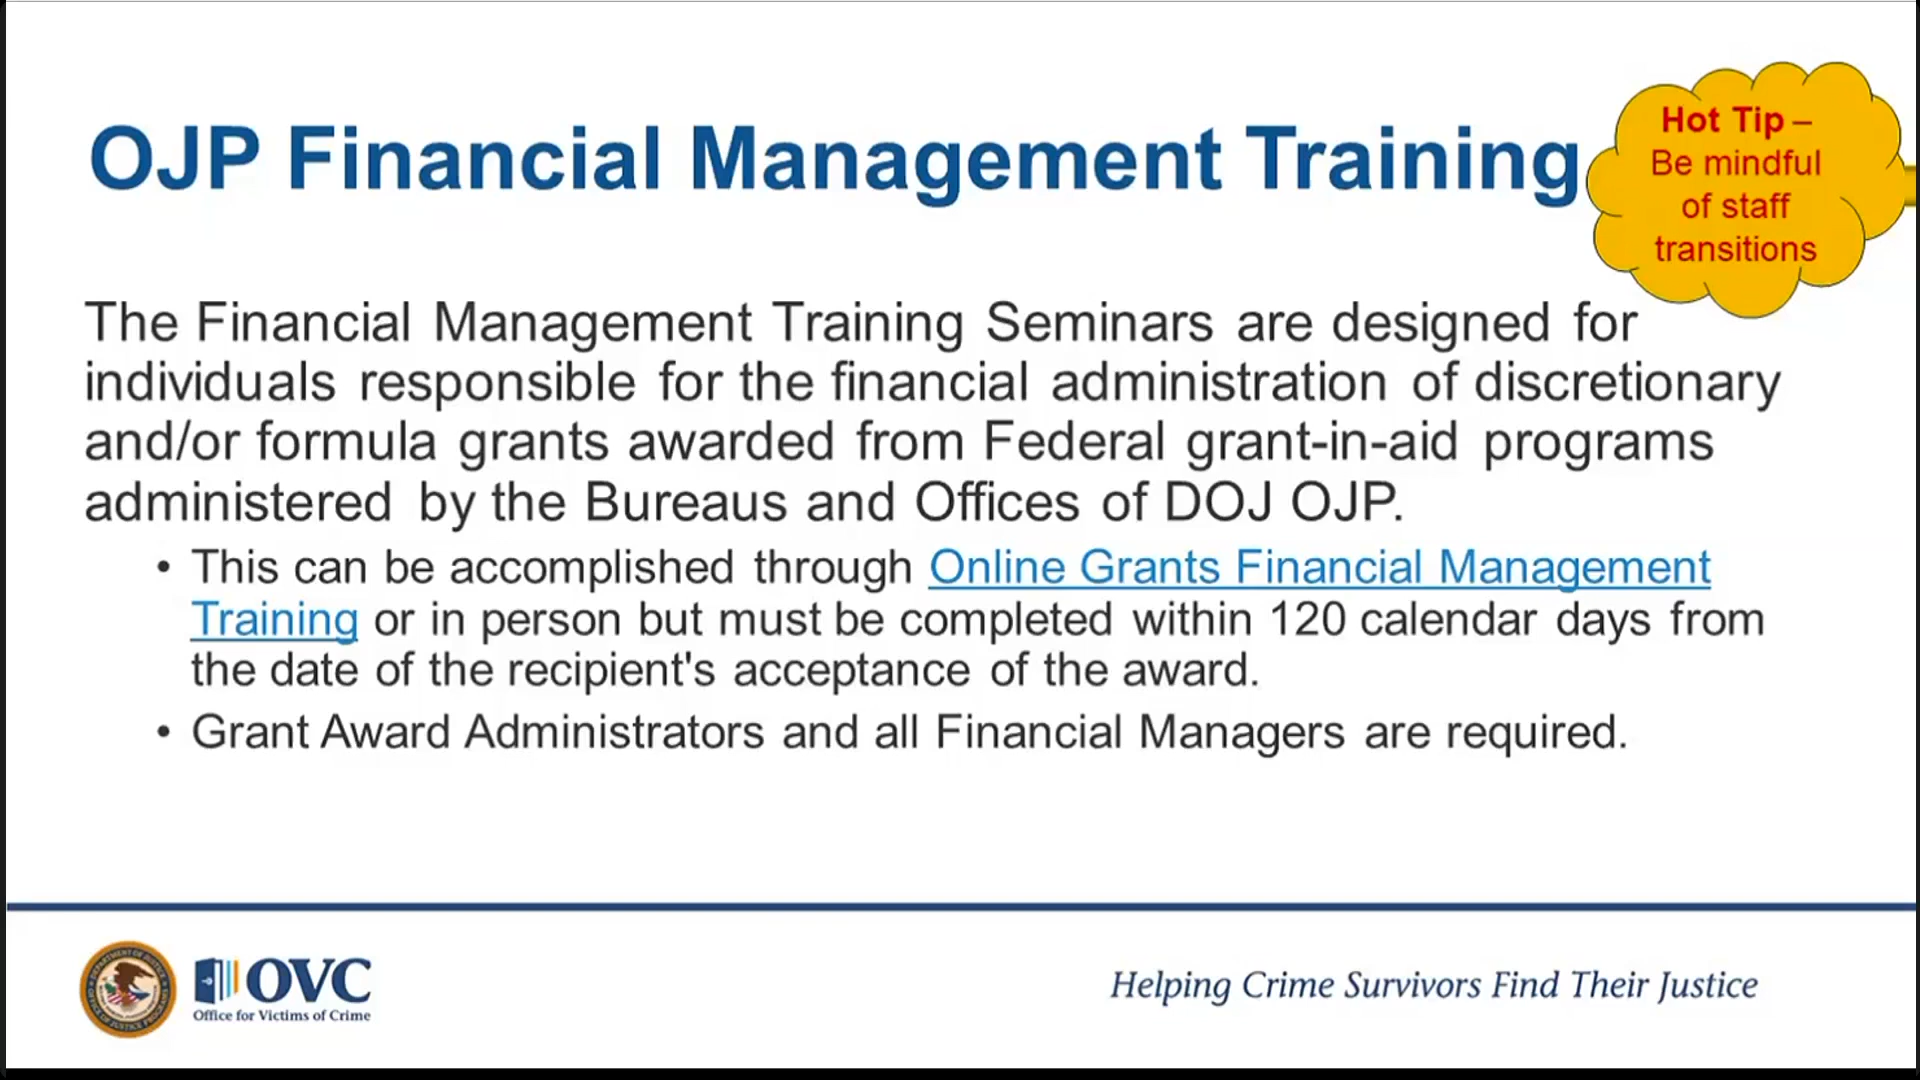 OJP Financial Management Training
Hot Tip –
Be mindful
of staff
transitions
The Financial Management Training Seminars are designed for
individuals responsible for the financial administration of discretionary
and/or formula grants awarded from Federal grant-in-aid programs
administered by the Bureaus and Offices of DOJ OJP.
• This can be accomplished through Online Grants Financial Management
Training or in person but must be completed within 120 calendar days from
the date of the recipient's acceptance of the award.
• Grant Award Administrators and all Financial Managers are required.
OVC
Office for Victims of Crime
Helping Crime Survivors Find Their Justice